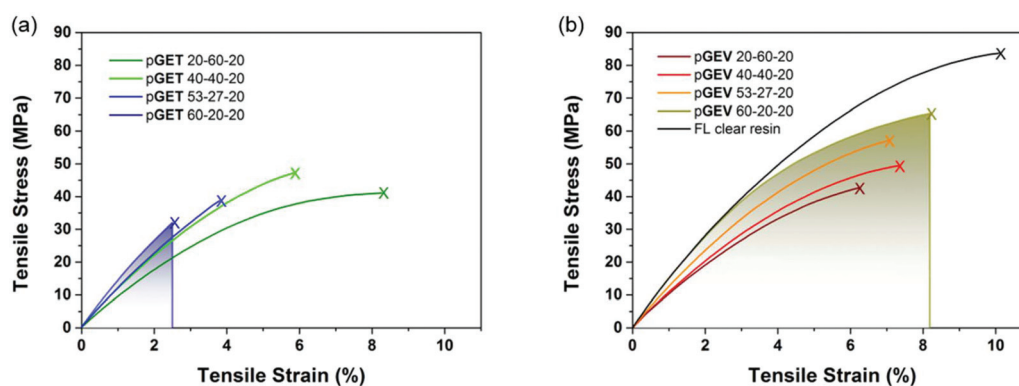 (a)
90
80
70
60
50
40
30
20
10
0
Tensile Stress (MPa)
pGET 20-60-20
pGET 40-40-20
pGET 53-27-20
pGET 60-20-20
0 2 4 6 8 10
Tensile Strain (%)
(b)
90
80
70
60
50
40
30
20
10
0
Tensile Stress (MPa)
pGEV 20-60-20
pGEV 40-40-20
pGEV 53-27-20
pGEV 60-20-20
FL clear resin
0 2 4 6 8 10
Tensile Strain (%)